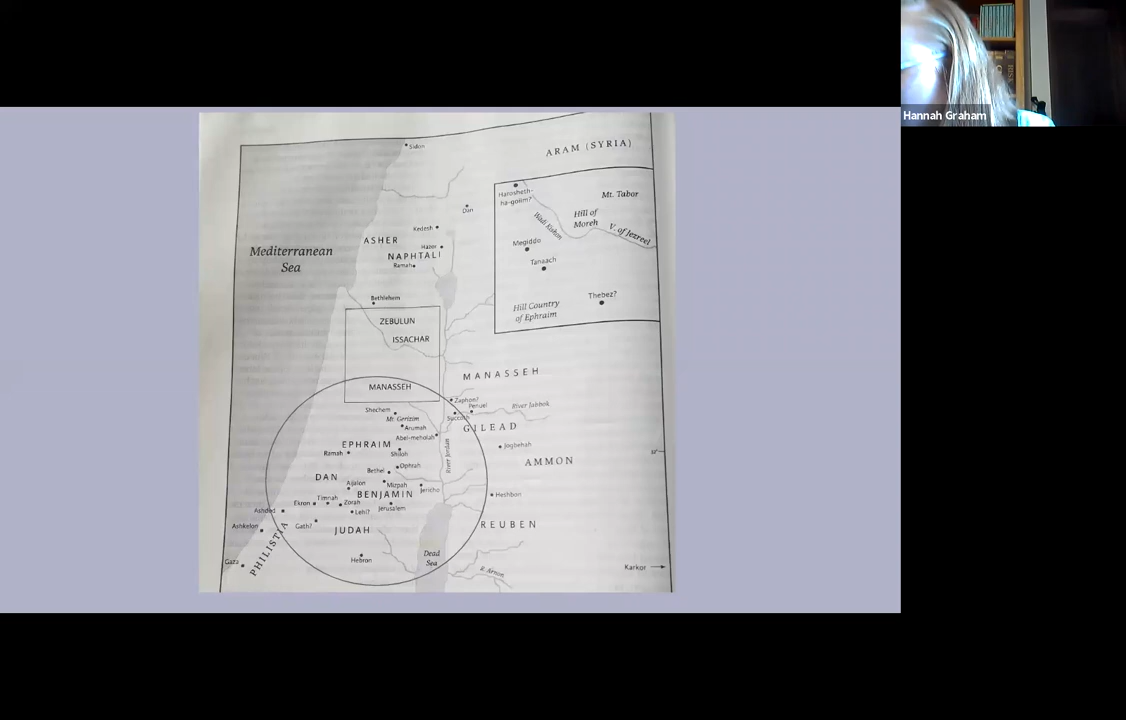 Hannah Graham
Sidon
ARAM (SYRIA)
Mediterranean
Sea
Dan
Kedesh
ASHER
Hazor
NAPHTALI
Ramah
Bethlehem
ZEBULUN
ISSACHAR
MANASSEH
Harosheth-
ha-goiim?
Mt. Tabor
Hill of
Moreh
Wadi Kishon
V. of Jezreel
Megiddo
Tanaach
Thebez?
Hill Country
of Ephraim
MANASSEH
Zaphon?
Penuel
River Jabbok
Succoth
GILEAD
Shechem
Mt. Gerizim
Arumah
Abel-meholah
EPHRAIM
Ramah
Shiloh
River Jordan
Jogbehah
AMMON
32°
Ophrah
Bethel
DAN
Aijalon
Mizpah
Jericho
BENJAMIN
Heshbon
Timnah
Ekron
Zorah
Jerusalem
Lehi?
Ashdod
Ashkelon
Gath?
JUDAH
REUBEN
PHILISTIA
Hebron
Dead
Sea
Gaza
R. Arnon
Karkor